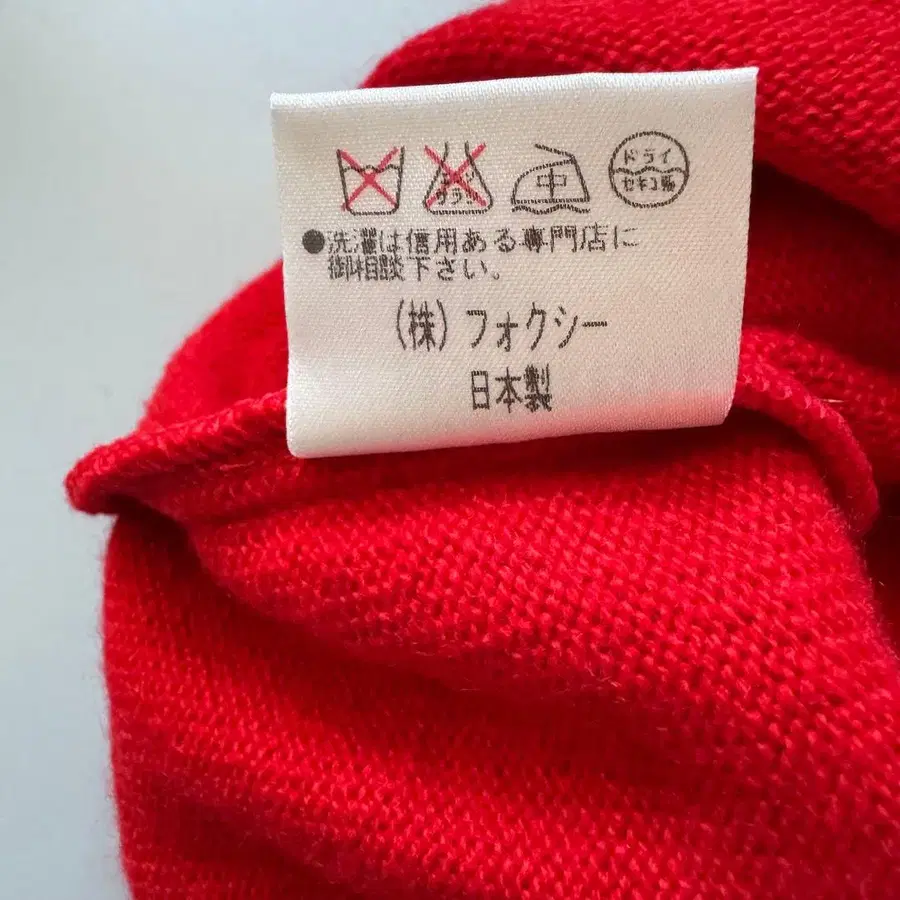 中
ドライ
セキユ系
●洗濯は信用ある専門店に
御相談下さい。
(株)フォクシー
日本製